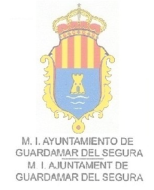 M. I. AYUNTAMIENTO DE
GUARDAMAR DEL SEGURA
M. I. AJUNTAMENT DE
GUARDAMAR DEL SEGURA